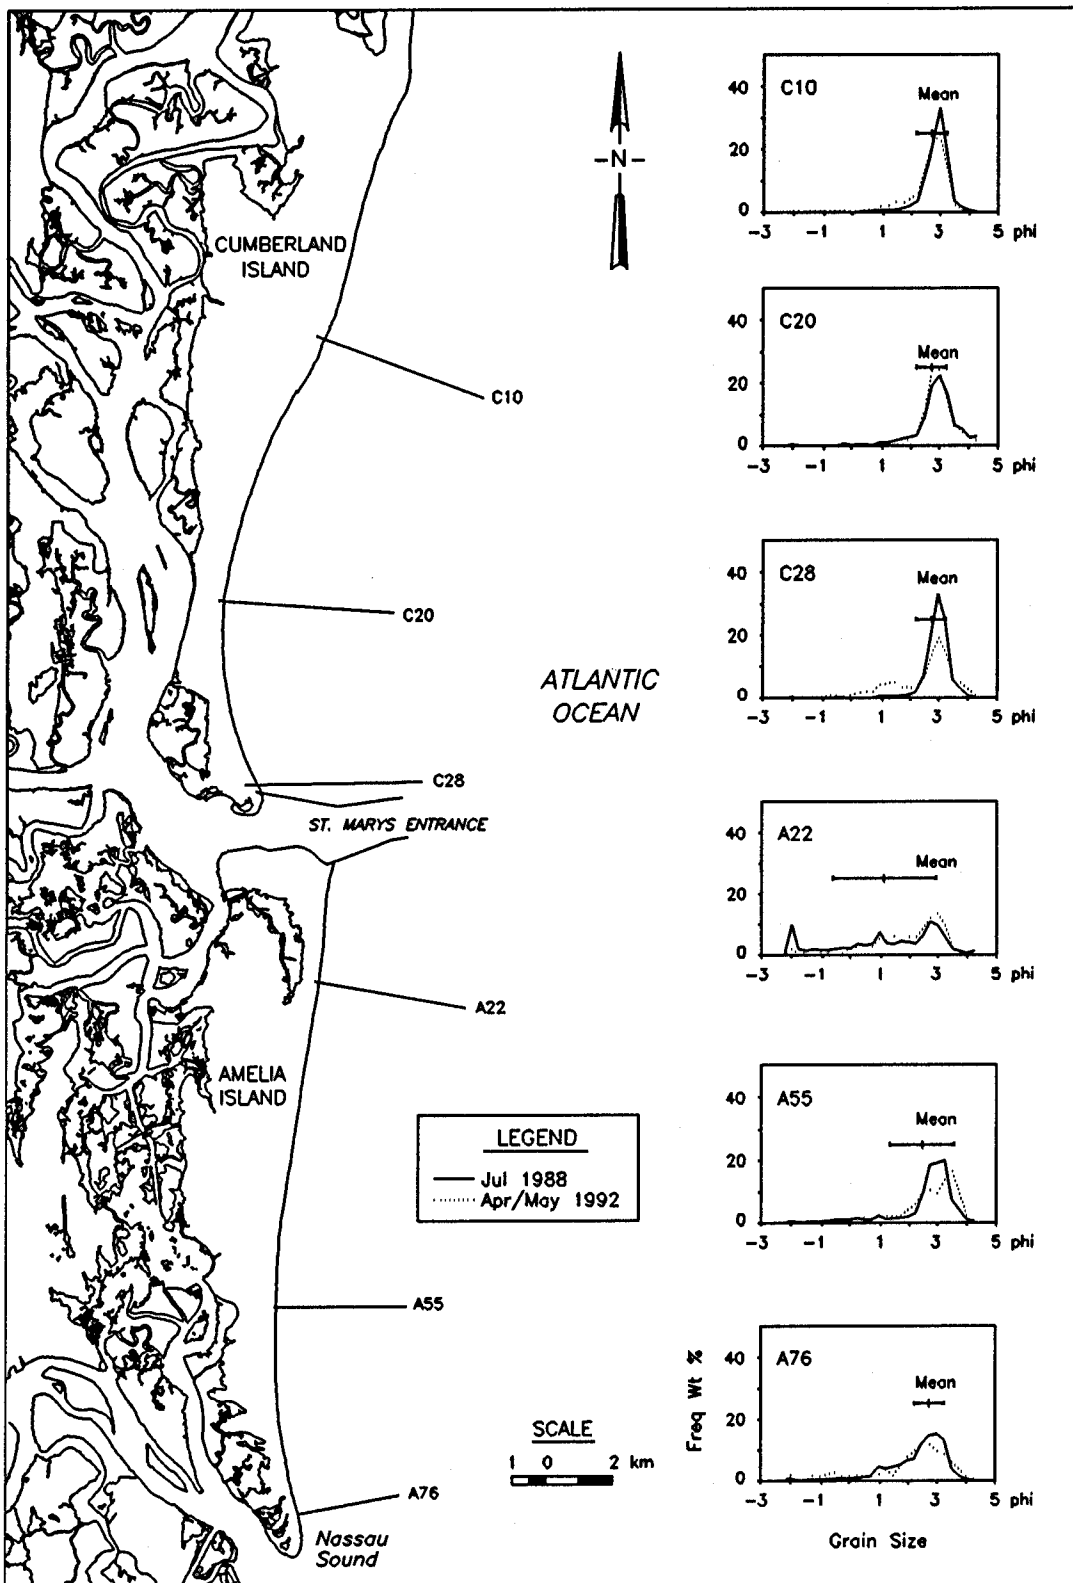 CUMBERLAND
ISLAND
N
C10
C20
C28
ATLANTIC
OCEAN
ST. MARYS ENTRANCE
A22
AMELIA
ISLAND
LEGEND
Jul 1988
Apr/May 1992
A55
SCALE
1 0 2 km
A76
Nassau
Sound
C10
Mean
40
20
0
-3 -1 1 3 5 phi
C20
Mean
40
20
0
-3 -1 1 3 5 phi
C28
Mean
40
20
0
-3 -1 1 3 5 phi
A22
Mean
40
20
0
-3 -1 1 3 5 phi
A55
Mean
40
20
0
-3 -1 1 3 5 phi
A76
Mean
Freq Wt %
40
20
0
-3 -1 1 3 5 phi
Grain Size